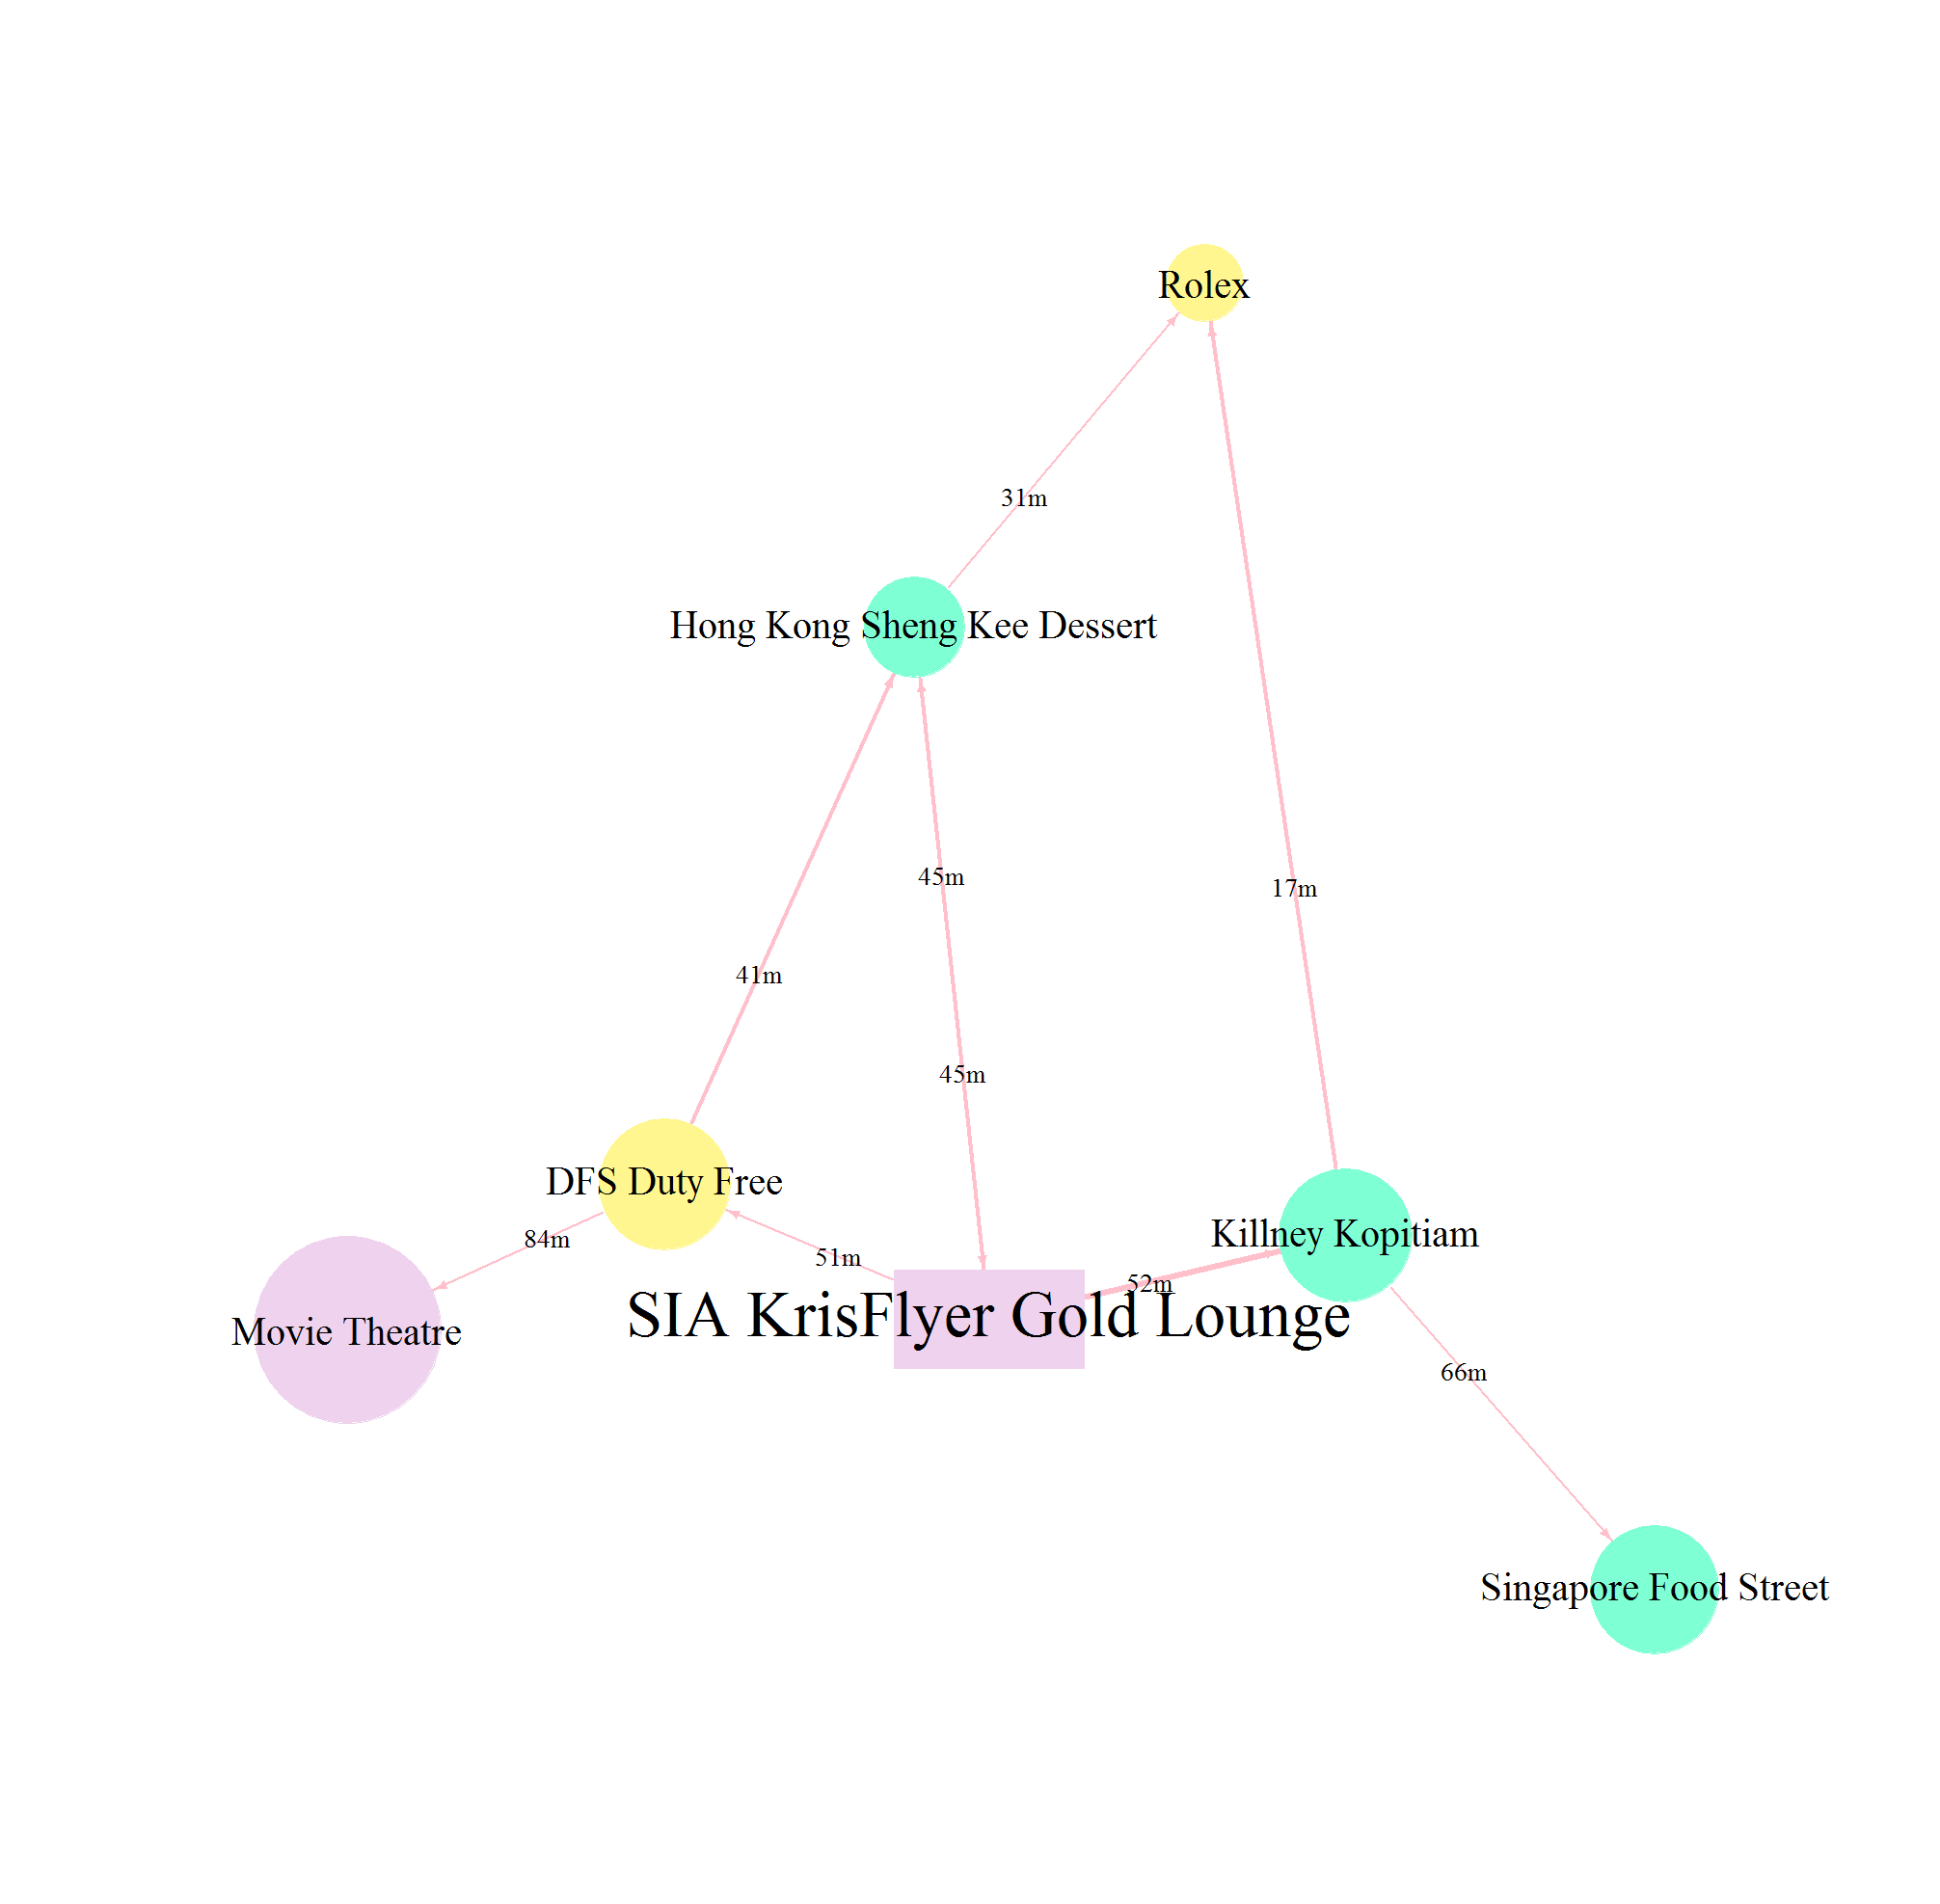 Rolex
31m
Hong Kong Sheng Kee Dessert
45m
17m
41m
45m
DFS Duty Free
Killney Kopitiam
84m
51m
52m
SIA KrisFlyer Gold Lounge
Movie Theatre
66m
Singapore Food Street